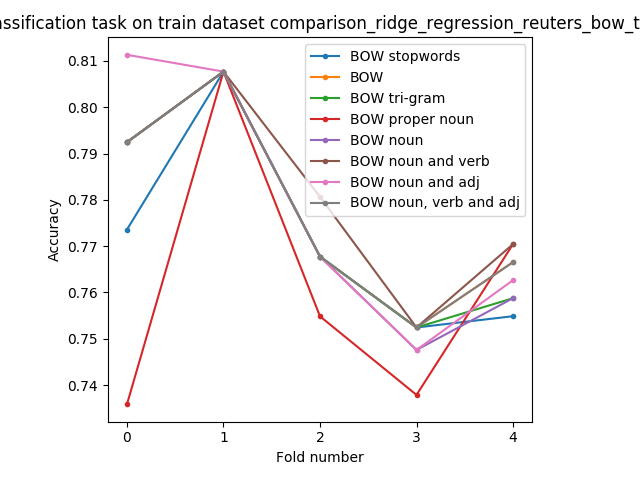 assification task on train dataset comparison_ridge_regression_reuters_bow_t
0.81
0.80
0.79
0.78
0.77
0.76
0.75
0.74
Accuracy
BOW stopwords
BOW
BOW tri-gram
BOW proper noun
BOW noun
BOW noun and verb
BOW noun and adj
BOW noun, verb and adj
0 1 2 3 4
Fold number